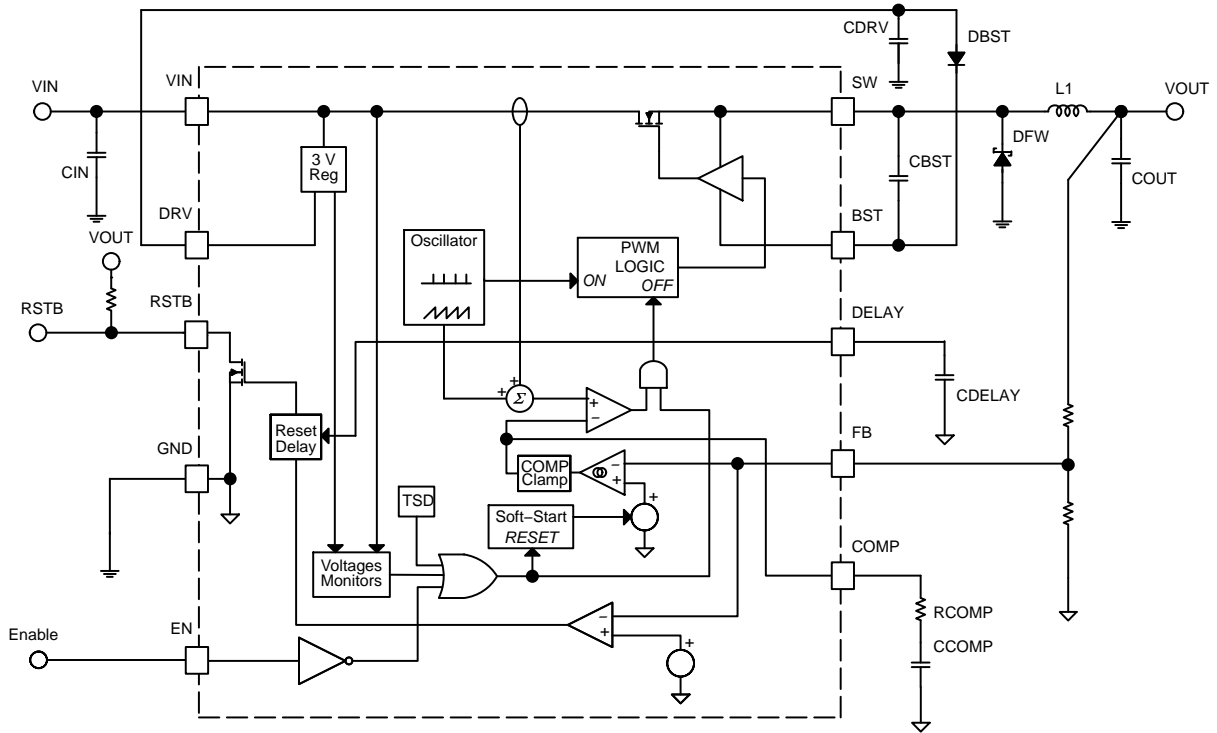 CDRV
DBST
VIN
VIN
SW
L1
VOUT
CIN
3 V
Reg
CBST
DFW
COUT
DRV
BST
VOUT
Oscillator
PWM
LOGIC
ON
OFF
RSTB
RSTB
DELAY
+
+
Σ
+
−
CDELAY
Reset
Delay
GND
FB
COMP
Clamp
−
+
+
TSD
Soft−Start
RESET
COMP
Voltages
Monitors
RCOMP
CCOMP
Enable
EN
−
+
+